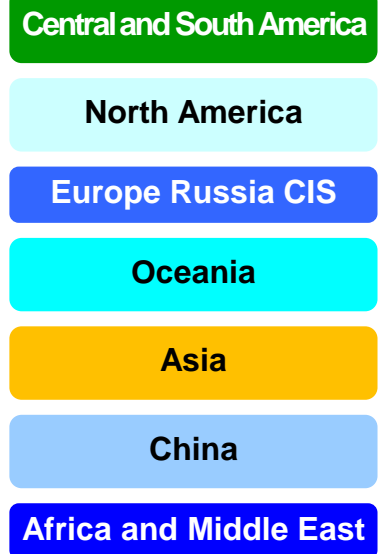 Central and South America
North America
Europe Russia CIS
Oceania
Asia
China
Africa and Middle East